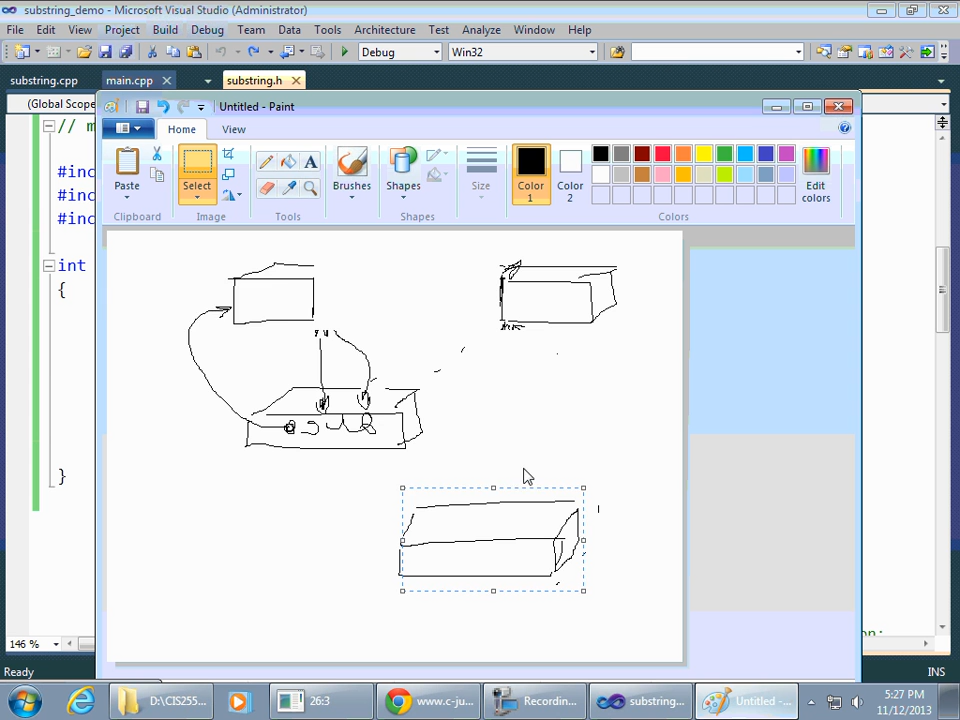 substring_demo - Microsoft Visual Studio (Administrator)
File Edit View Project Build Debug Team Data Tools Architecture Test Analyze Window Help
Debug Win32
substring.cpp main.cpp substring.h
(Global Scope
Untitled - Paint
Home View
Paste Select Brushes Shapes Size Color 1 Color 2 Edit colors
Clipboard Image Tools Shapes Colors
// m
#inc
#inc
#inc
int
{
}
146 %
Ready INS
D:\CIS255... 26:3 www.c-ju... Recording... substring... Untitled -...
5:27 PM
11/12/2013